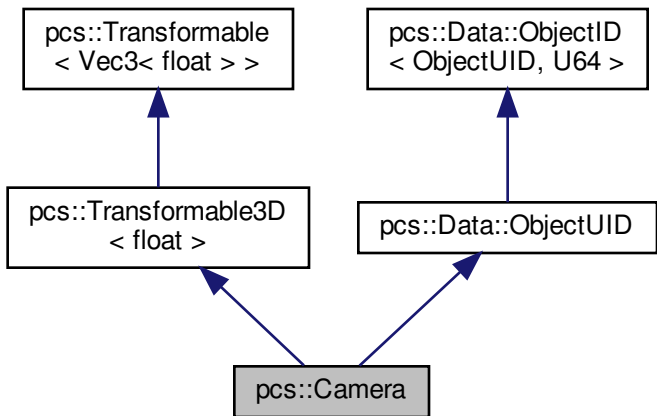 pcs::Transformable
< Vec3< float > >
pcs::Data::ObjectID
< ObjectUID, U64 >
pcs::Transformable3D
< float >
pcs::Data::ObjectUID
pcs::Camera